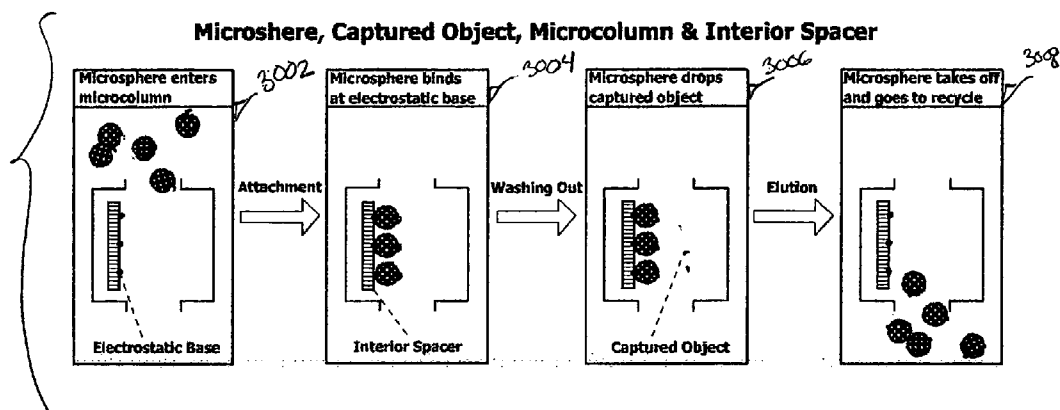 Microshere, Captured Object, Microcolumn & Interior Spacer
Microsphere enters
microcolumn
3002
Microsphere binds
at electrostatic base
3004
Microsphere drops
captured object
3006
Microsphere takes off
and goes to recycle
308
Attachment
Washing Out
Elution
Electrostatic Base
Interior Spacer
Captured Object